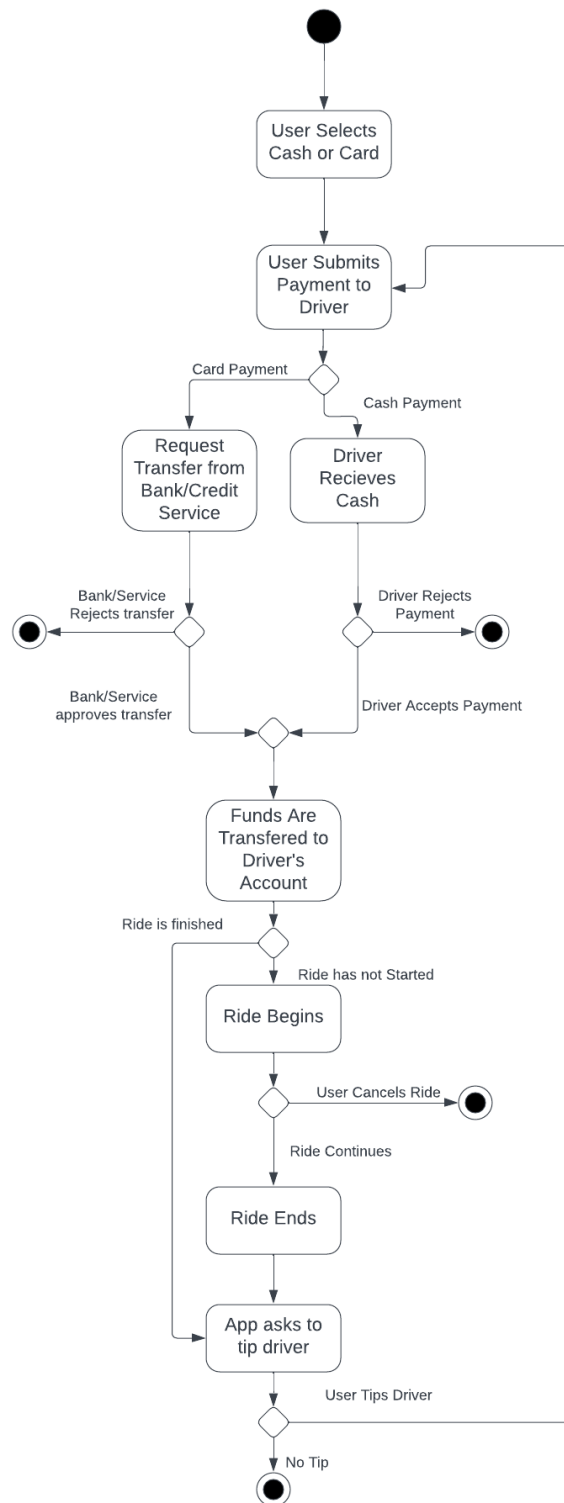 User Selects
Cash or Card
User Submits
Payment to
Driver
Card Payment
Cash Payment
Request
Transfer from
Bank/Credit
Service
Driver
Recieves
Cash
Bank/Service
Rejects transfer
Driver Rejects
Payment
Bank/Service
approves transfer
Driver Accepts Payment
Funds Are
Transfered to
Driver's
Account
Ride is finished
Ride has not Started
Ride Begins
User Cancels Ride
Ride Continues
Ride Ends
App asks to
tip driver
User Tips Driver
No Tip